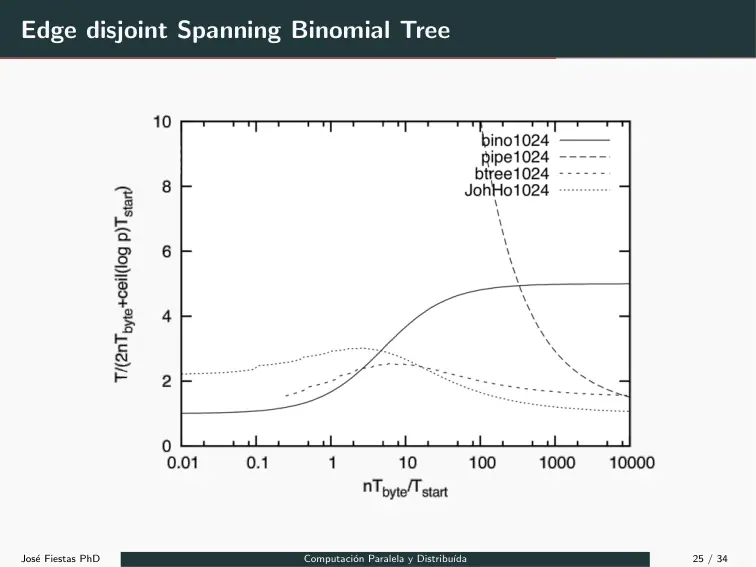 Edge disjoint Spanning Binomial Tree
10
8
6
4
2
0
T/(2nTbyte+ceil(log p)Tstart)
bino1024
pipe1024
btree1024
JohHo1024
0.01 0.1 1 10 100 1000 10000
nTbyte/Tstart
José Fiestas PhD Computación Paralela y Distribuída 25 / 34